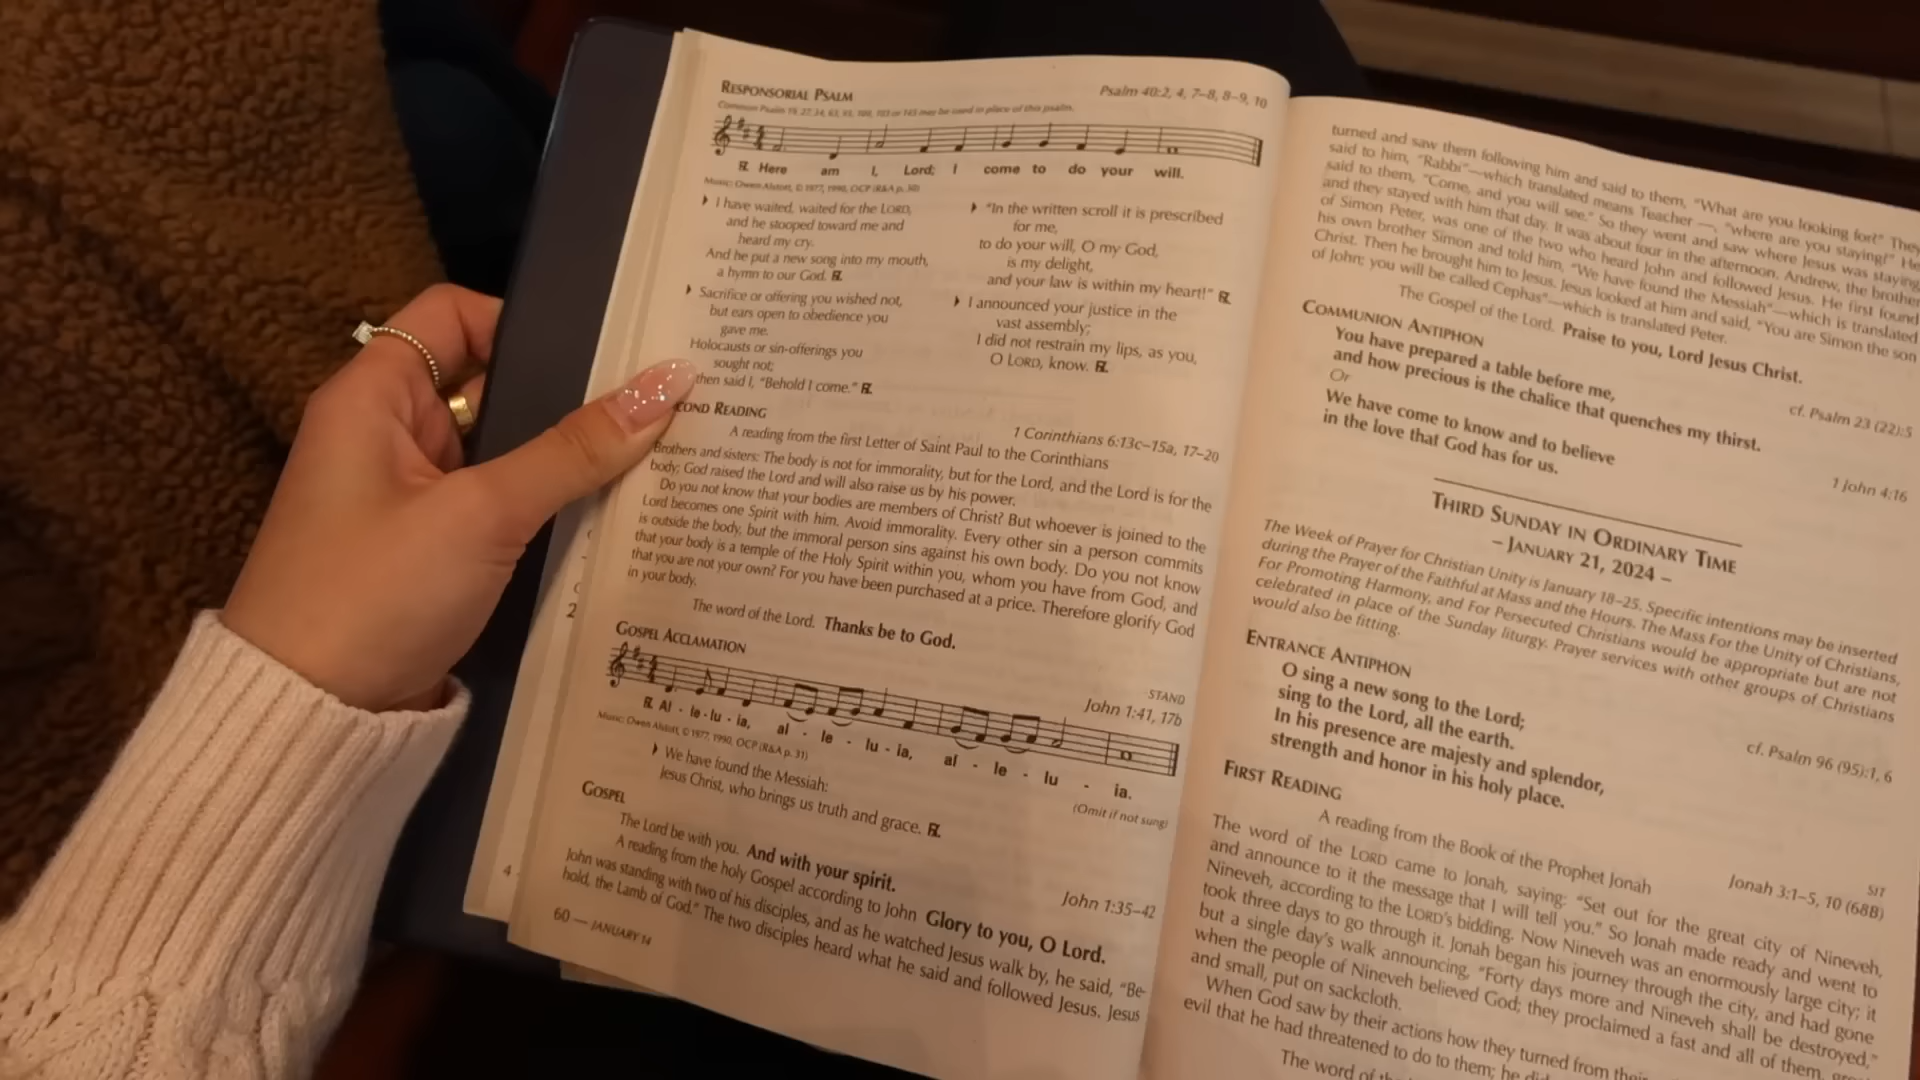 RESPONSORIAL PSALM
Psalm 40:2, 4, 7–8, 8–9, 10
Common Psalm 19, 27, 34, 63, 95, 100, 103 or 145 may be used in place of this psalm.
℟. Here am I, Lord; I come to do your will.
Music: Owen Alstott, © 1977, 1990, OCP (R&A p. 30)
I have waited, waited for the LORD,
and he stooped toward me and
heard my cry.
And he put a new song into my mouth,
a hymn to our God. ℟.
Sacrifice or offering you wished not,
but ears open to obedience you
gave me.
Holocausts or sin-offerings you
sought not;
then said I, "Behold I come." ℟.
"In the written scroll it is prescribed
for me,
to do your will, O my God,
is my delight,
and your law is within my heart!" ℟.
I announced your justice in the
vast assembly;
I did not restrain my lips, as you,
O LORD, know. ℟.
COND READING
1 Corinthians 6:13c–15a, 17–20
A reading from the first Letter of Saint Paul to the Corinthians
Brothers and sisters: The body is not for immorality, but for the Lord, and the Lord is for the
body; God raised the Lord and will also raise us by his power.
Do you not know that your bodies are members of Christ? But whoever is joined to the
Lord becomes one Spirit with him. Avoid immorality. Every other sin a person commits
is outside the body, but the immoral person sins against his own body. Do you not know
that your body is a temple of the Holy Spirit within you, whom you have from God, and
that you are not your own? For you have been purchased at a price. Therefore glorify God
in your body.
The word of the Lord. Thanks be to God.
GOSPEL ACCLAMATION
STAND
John 1:41, 17b
℟. Al - le - lu - ia, al - le - lu - ia, al - le - lu - ia.
Music: Owen Alstott, © 1977, 1990, OCP (R&A p. 31)
(Omit if not sung)
We have found the Messiah:
Jesus Christ, who brings us truth and grace. ℟.
GOSPEL
John 1:35–42
The Lord be with you. And with your spirit.
A reading from the holy Gospel according to John Glory to you, O Lord.
John was standing with two of his disciples, and as he watched Jesus walk by, he said, "Be-
hold, the Lamb of God." The two disciples heard what he said and followed Jesus. Jesus
60 — JANUARY 14
turned and saw them following him and said to them, "What are you looking for?" They
said to him, "Rabbi"—which translated means Teacher —, "where are you staying?" He
said to them, "Come, and you will see." So they went and saw where Jesus was staying,
and they stayed with him that day. It was about four in the afternoon. Andrew, the brother
of Simon Peter, was one of the two who heard John and followed Jesus. He first found
his own brother Simon and told him, "We have found the Messiah"—which is translated
Christ. Then he brought him to Jesus. Jesus looked at him and said, "You are Simon the son
of John; you will be called Cephas"—which is translated Peter.
The Gospel of the Lord. Praise to you, Lord Jesus Christ.
COMMUNION ANTIPHON
cf. Psalm 23 (22):5
You have prepared a table before me,
and how precious is the chalice that quenches my thirst.
Or
1 John 4:16
We have come to know and to believe
in the love that God has for us.
THIRD SUNDAY IN ORDINARY TIME
– JANUARY 21, 2024 –
The Week of Prayer for Christian Unity is January 18–25. Specific intentions may be inserted
during the Prayer of the Faithful at Mass and the Hours. The Mass For the Unity of Christians,
For Promoting Harmony, and For Persecuted Christians would be appropriate but are not
celebrated in place of the Sunday liturgy. Prayer services with other groups of Christians
would also be fitting.
ENTRANCE ANTIPHON
cf. Psalm 96 (95):1, 6
O sing a new song to the Lord;
sing to the Lord, all the earth.
In his presence are majesty and splendor,
strength and honor in his holy place.
FIRST READING
SIT
Jonah 3:1–5, 10 (68B)
A reading from the Book of the Prophet Jonah
The word of the LORD came to Jonah, saying: "Set out for the great city of Nineveh,
and announce to it the message that I will tell you." So Jonah made ready and went to
Nineveh, according to the LORD'S bidding. Now Nineveh was an enormously large city; it
took three days to go through it. Jonah began his journey through the city, and had gone
but a single day's walk announcing, "Forty days more and Nineveh shall be destroyed,"
when the people of Nineveh believed God; they proclaimed a fast and all of them, great
and small, put on sackcloth.
When God saw by their actions how they turned from their
evil that he had threatened to do to them; he did
The word of